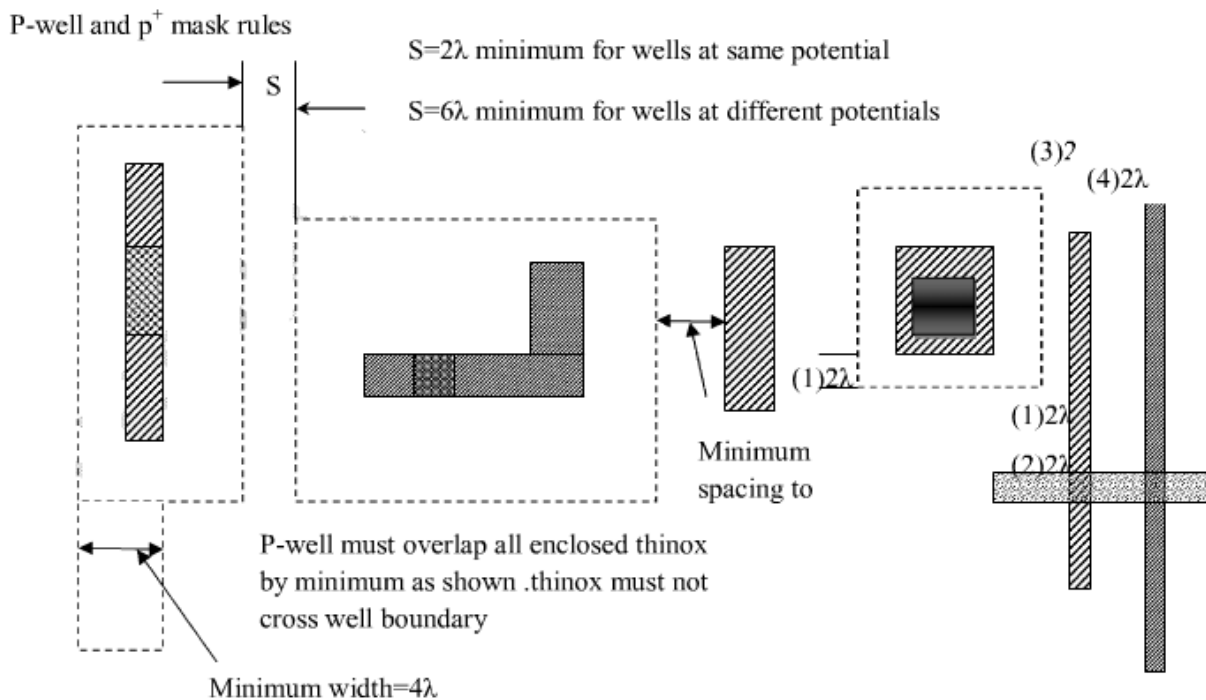 P-well and p⁺ mask rules
S=2λ minimum for wells at same potential
S
S=6λ minimum for wells at different potentials
(3)2
(4)2λ
(1)2λ
(1)2λ
(2)2λ
Minimum
spacing to
P-well must overlap all enclosed thinox
by minimum as shown .thinox must not
cross well boundary
Minimum width=4λ